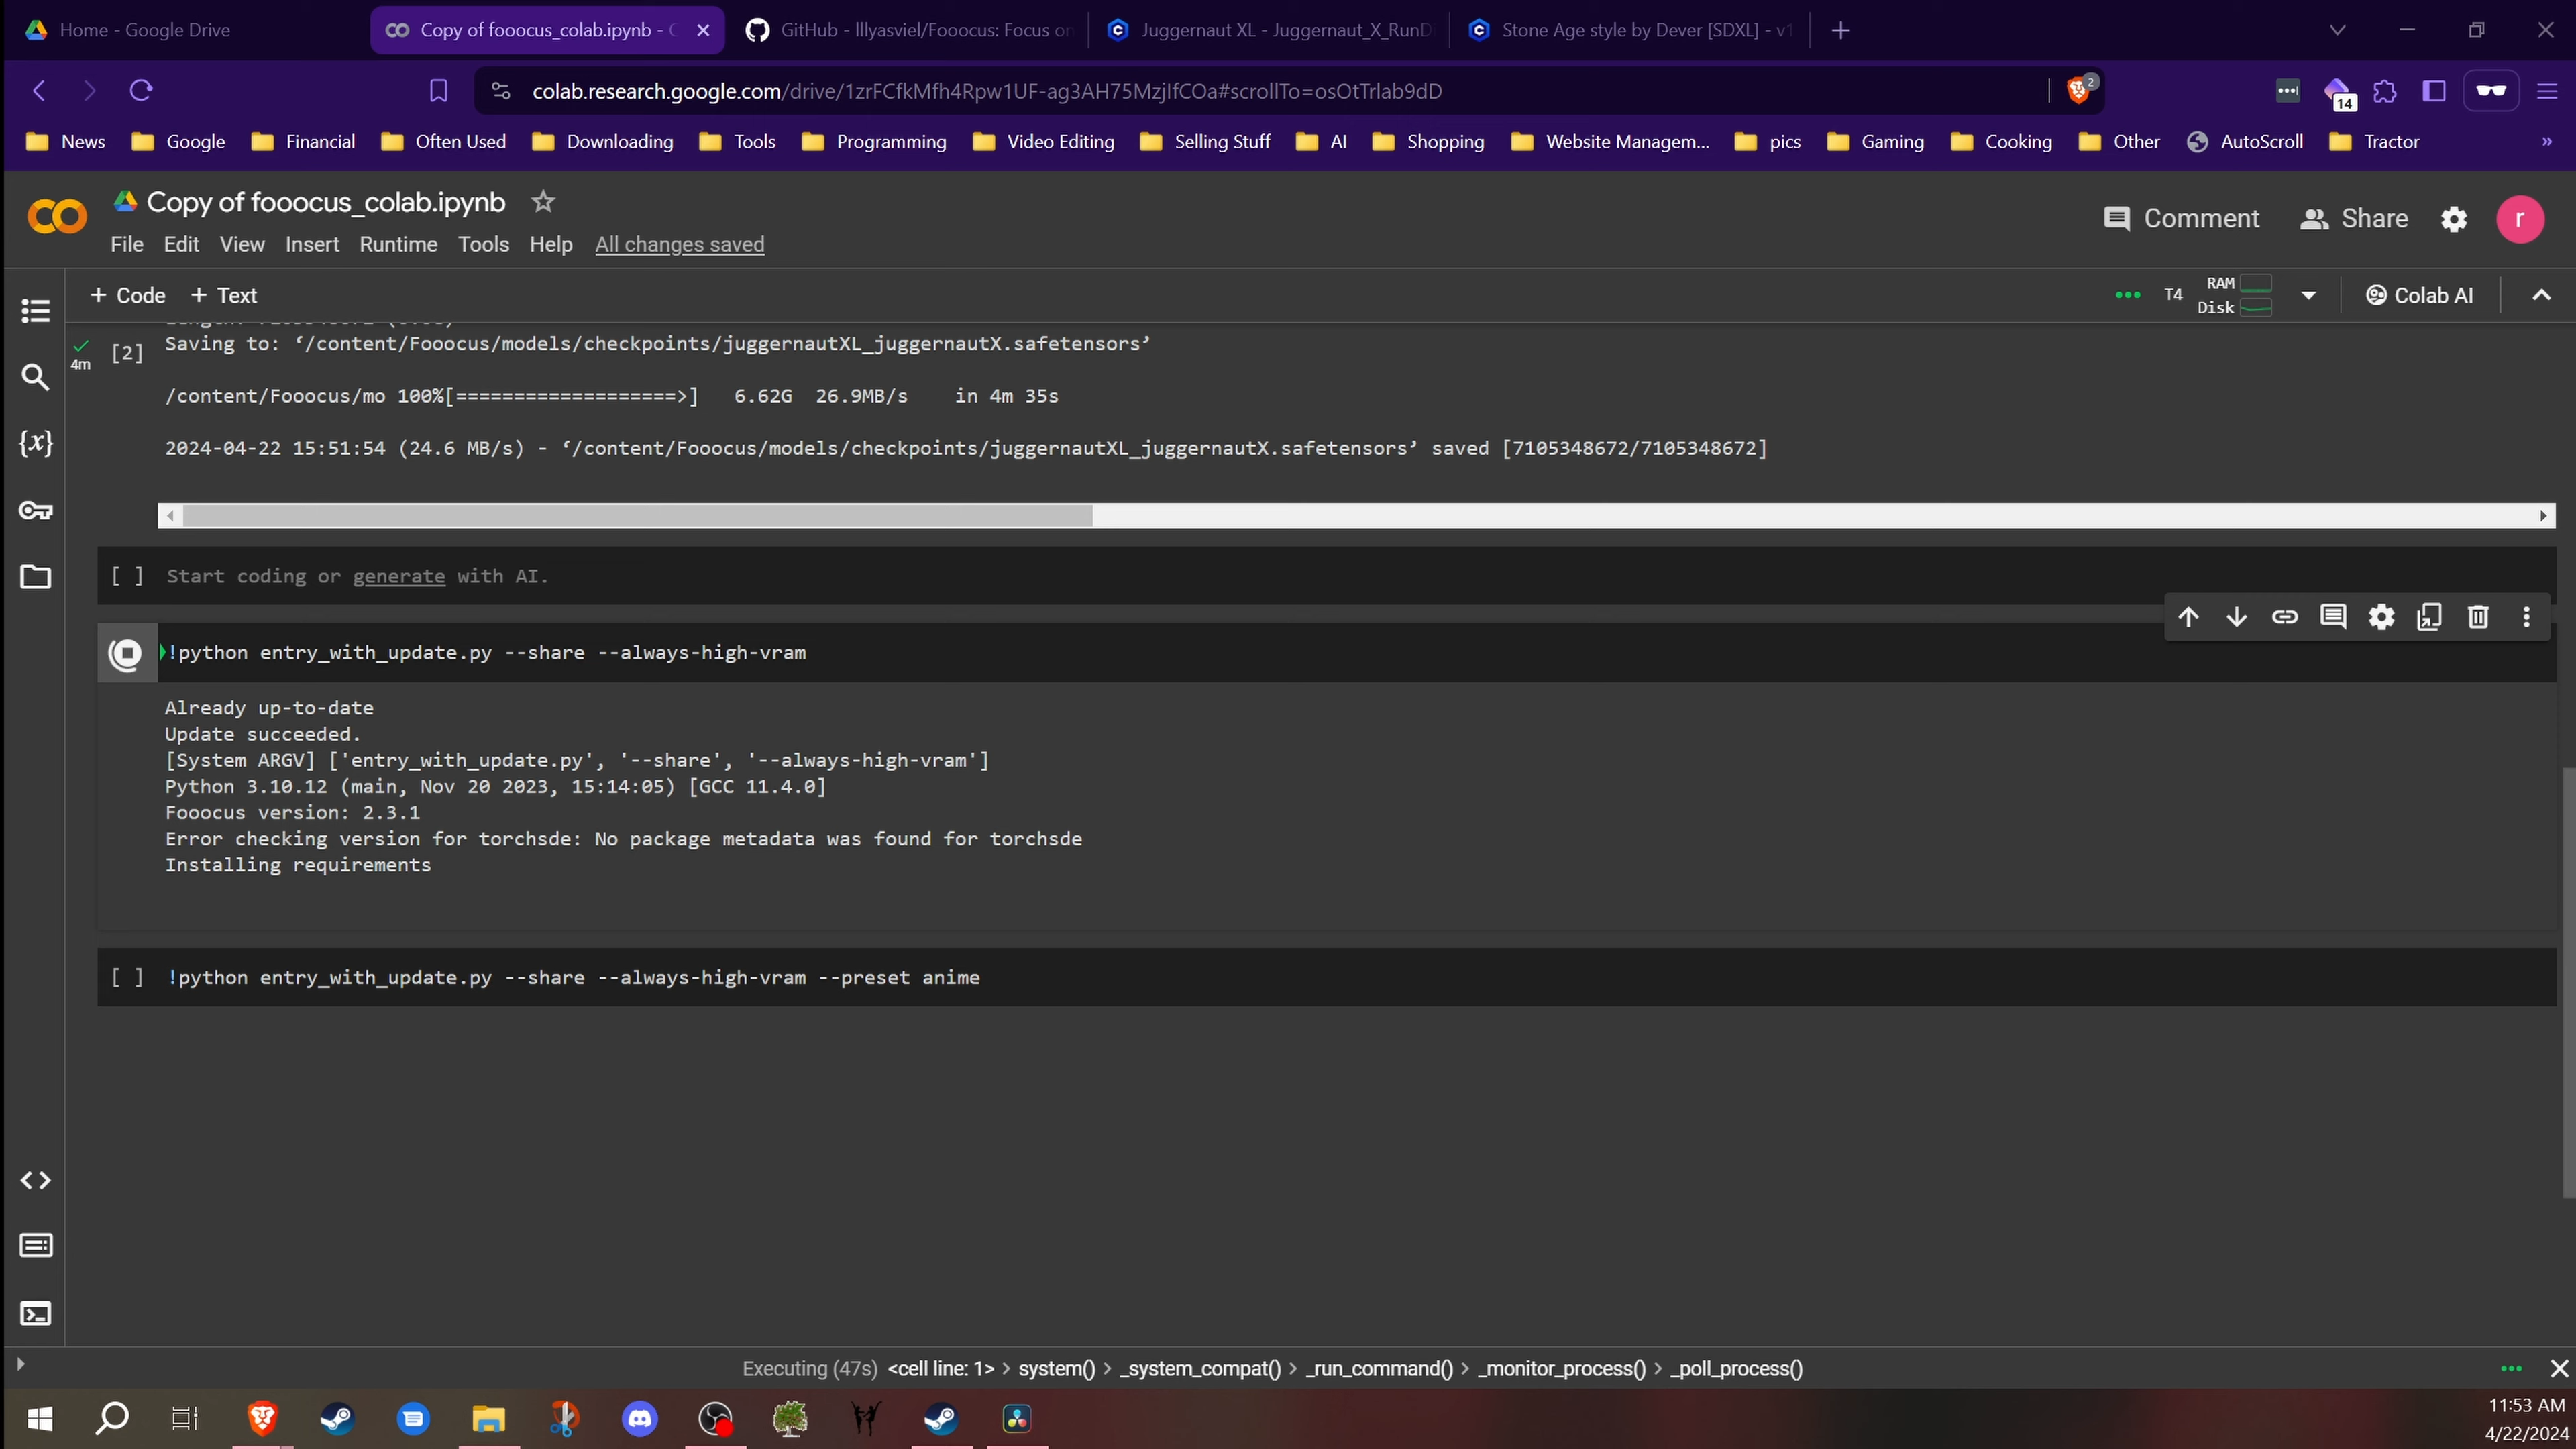 Home - Google Drive
Copy of fooocus_colab.ipynb - C
GitHub - lllyasviel/Fooocus: Focus on
Juggernaut XL - Juggernaut_X_RunD
Stone Age style by Dever [SDXL] - v1
colab.research.google.com/drive/1zrFCfkMfh4Rpw1UF-ag3AH75MzjIfCOa#scrollTo=osOtTrlab9dD
2
14
News
Google
Financial
Often Used
Downloading
Tools
Programming
Video Editing
Selling Stuff
AI
Shopping
Website Managem...
pics
Gaming
Cooking
Other
AutoScroll
Tractor
»
Copy of fooocus_colab.ipynb
Comment
Share
r
File Edit View Insert Runtime Tools Help All changes saved
+ Code + Text
T4
RAM
Disk
Colab AI
4m
[2]
Saving to: ‘/content/Fooocus/models/checkpoints/juggernautXL_juggernautX.safetensors’
/content/Fooocus/mo 100%[===================>] 6.62G 26.9MB/s in 4m 35s
2024-04-22 15:51:54 (24.6 MB/s) - ‘/content/Fooocus/models/checkpoints/juggernautXL_juggernautX.safetensors’ saved [7105348672/7105348672]
{x}
[ ] Start coding or generate with AI.
!python entry_with_update.py --share --always-high-vram
Already up-to-date
Update succeeded.
[System ARGV] ['entry_with_update.py', '--share', '--always-high-vram']
Python 3.10.12 (main, Nov 20 2023, 15:14:05) [GCC 11.4.0]
Fooocus version: 2.3.1
Error checking version for torchsde: No package metadata was found for torchsde
Installing requirements
[ ] !python entry_with_update.py --share --always-high-vram --preset anime
Executing (47s) <cell line: 1> > system() > _system_compat() > _run_command() > _monitor_process() > _poll_process()
11:53 AM
4/22/2024